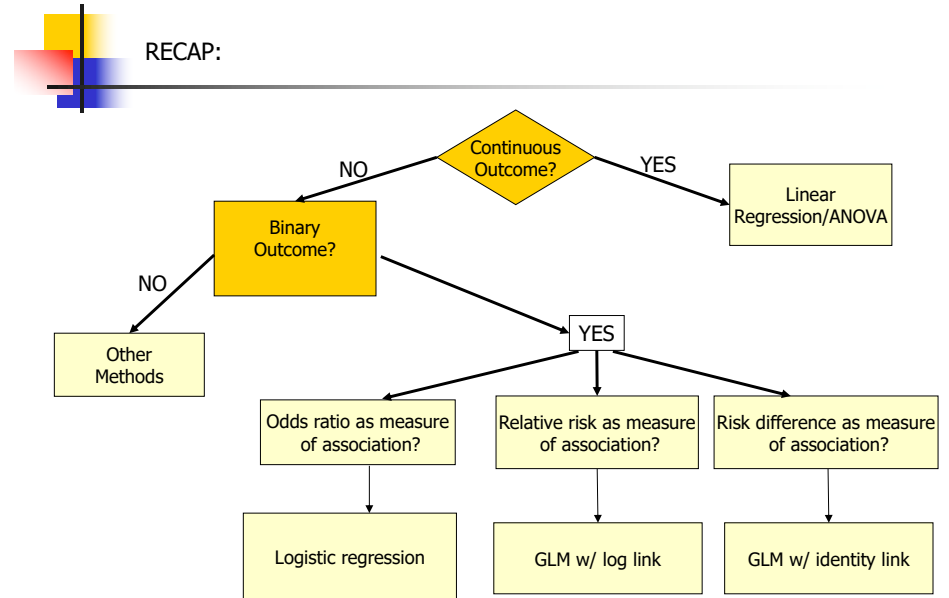 RECAP:
Continuous
Outcome?
NO
YES
Linear
Regression/ANOVA
Binary
Outcome?
NO
YES
Other
Methods
Odds ratio as measure
of association?
Relative risk as measure
of association?
Risk difference as measure
of association?
Logistic regression
GLM w/ log link
GLM w/ identity link